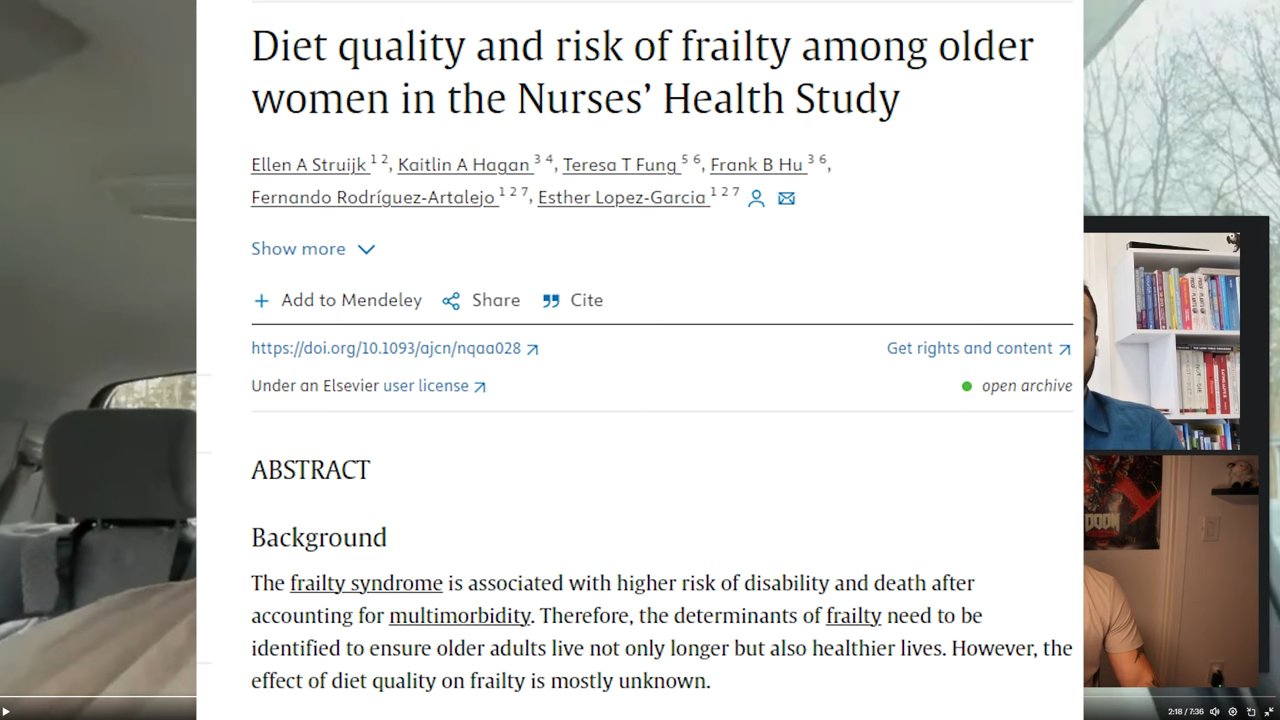 Diet quality and risk of frailty among older
women in the Nurses’ Health Study
Ellen A Struijk 1 2, Kaitlin A Hagan 3 4, Teresa T Fung 5 6, Frank B Hu 3 6,
Fernando Rodríguez-Artalejo 1 2 7, Esther Lopez-Garcia 1 2 7
Show more
+ Add to Mendeley Share Cite
https://doi.org/10.1093/ajcn/nqaa028 Get rights and content
Under an Elsevier user license open archive
ABSTRACT
Background
The frailty syndrome is associated with higher risk of disability and death after
accounting for multimorbidity. Therefore, the determinants of frailty need to be
identified to ensure older adults live not only longer but also healthier lives. However, the
effect of diet quality on frailty is mostly unknown.
DOOM
2:18 / 7:36